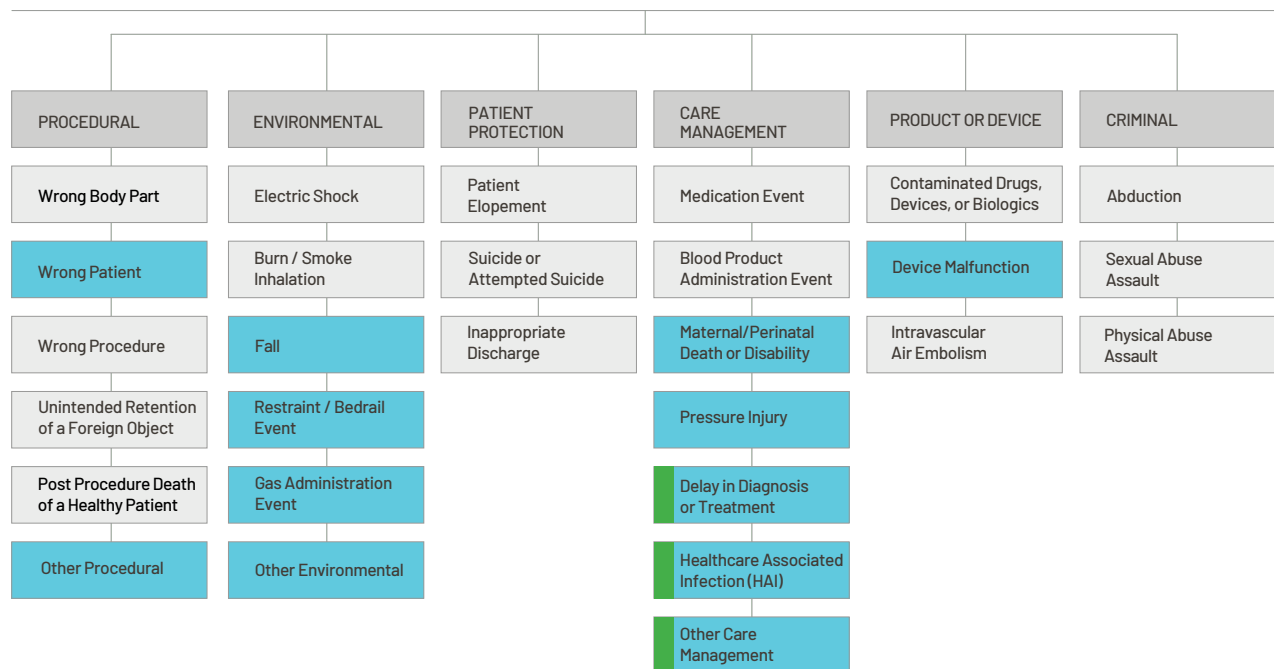 PROCEDURAL
Wrong Body Part
Wrong Patient
Wrong Procedure
Unintended Retention
of a Foreign Object
Post Procedure Death
of a Healthy Patient
Other Procedural
ENVIRONMENTAL
Electric Shock
Burn / Smoke
Inhalation
Fall
Restraint / Bedrail
Event
Gas Administration
Event
Other Environmental
PATIENT
PROTECTION
Patient
Elopement
Suicide or
Attempted Suicide
Inappropriate
Discharge
CARE
MANAGEMENT
Medication Event
Blood Product
Administration Event
Maternal/Perinatal
Death or Disability
Pressure Injury
Delay in Diagnosis
or Treatment
Healthcare Associated
Infection (HAI)
Other Care
Management
PRODUCT OR DEVICE
Contaminated Drugs,
Devices, or Biologics
Device Malfunction
Intravascular
Air Embolism
CRIMINAL
Abduction
Sexual Abuse
Assault
Physical Abuse
Assault